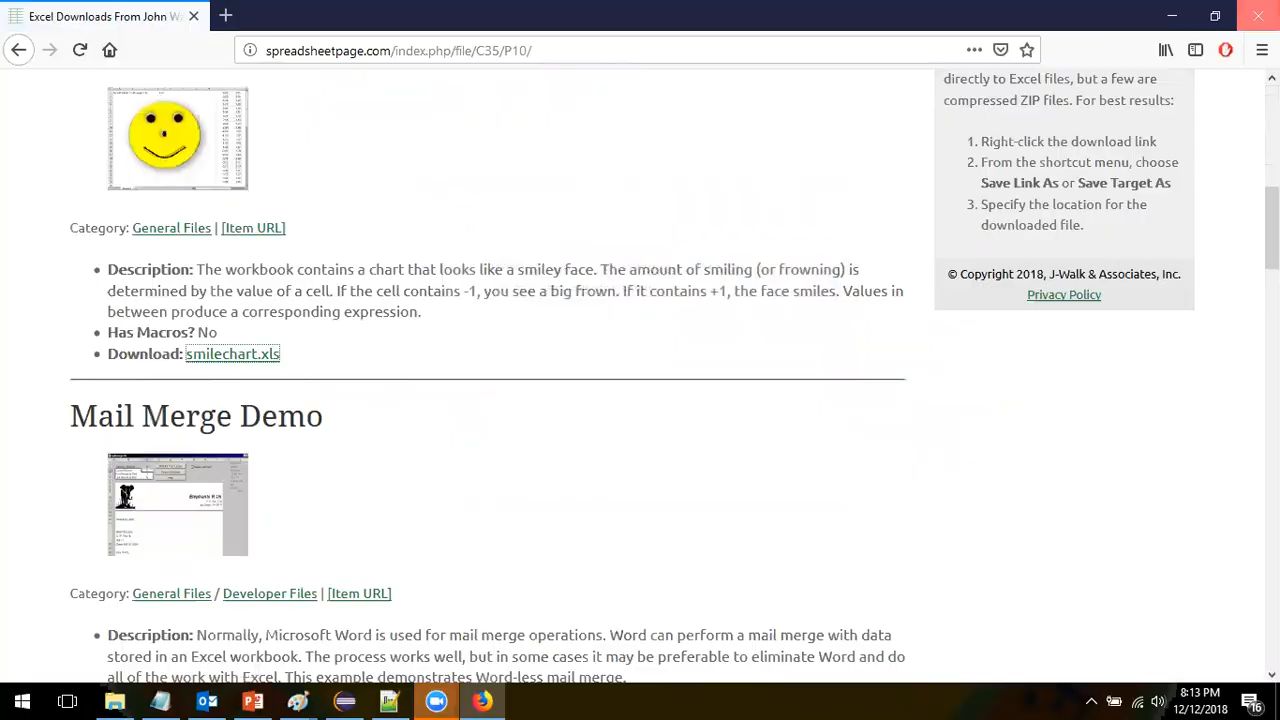 Excel Downloads From John W
spreadsheetpage.com/index.php/file/C35/P10/
directly to Excel files, but a few are
compressed ZIP files. For best results:
1. Right-click the download link
2. From the shortcut menu, choose
Save Link As or Save Target As
3. Specify the location for the
downloaded file.
© Copyright 2018, J-Walk & Associates, Inc.
Privacy Policy
Category: General Files | [Item URL]
• Description: The workbook contains a chart that looks like a smiley face. The amount of smiling (or frowning) is
determined by the value of a cell. If the cell contains -1, you see a big frown. If it contains +1, the face smiles. Values in
between produce a corresponding expression.
• Has Macros? No
• Download: smilechart.xls
Mail Merge Demo
Category: General Files / Developer Files | [Item URL]
• Description: Normally, Microsoft Word is used for mail merge operations. Word can perform a mail merge with data
stored in an Excel workbook. The process works well, but in some cases it may be preferable to eliminate Word and do
all of the work with Excel. This example demonstrates Word-less mail merge.
8:13 PM
12/12/2018
16